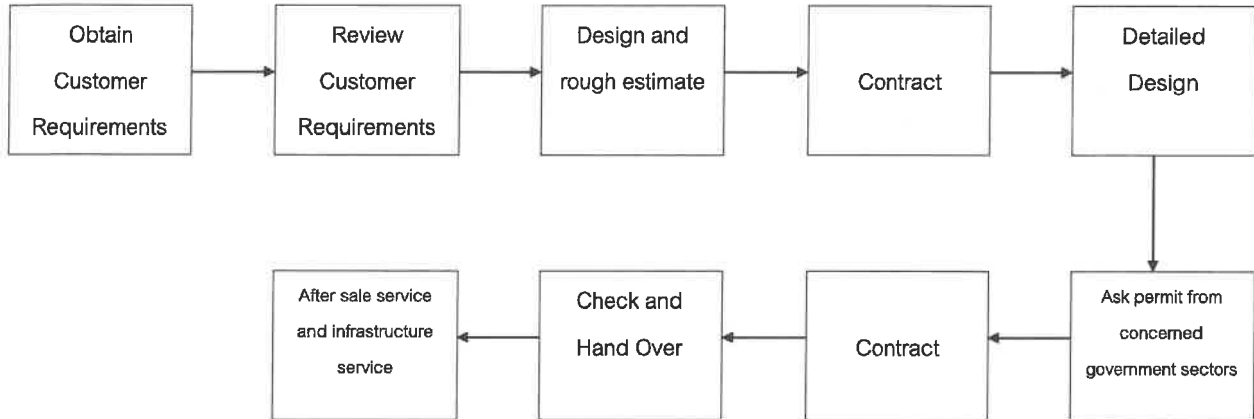 Obtain
Customer
Requirements
Review
Customer
Requirements
Design and
rough estimate
Contract
Detailed
Design
Ask permit from
concerned
government sectors
Contract
Check and
Hand Over
After sale service
and infrastructure
service